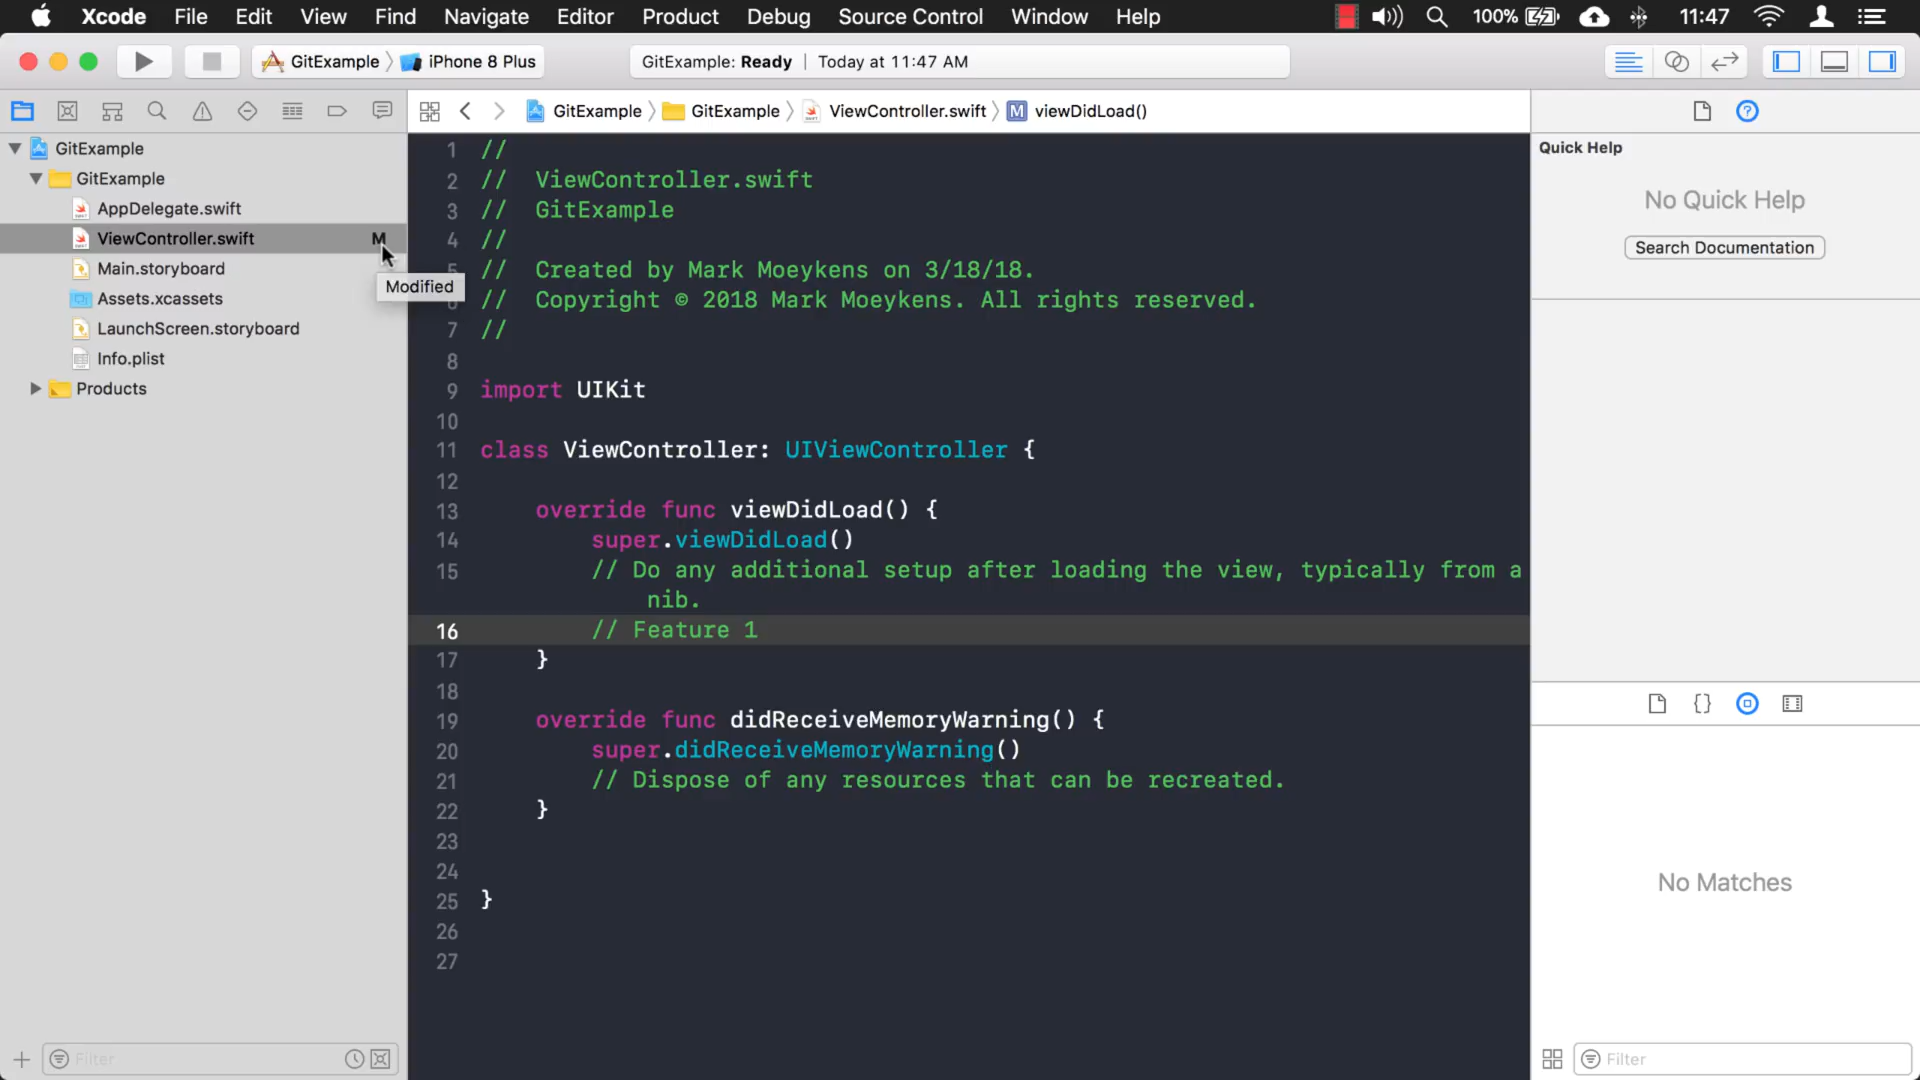 Xcode File Edit View Find Navigate Editor Product Debug Source Control Window Help 100% 11:47
GitExample iPhone 8 Plus GitExample: Ready | Today at 11:47 AM
GitExample GitExample ViewController.swift M viewDidLoad()
GitExample
GitExample
AppDelegate.swift
ViewController.swift M
Modified
Main.storyboard
Assets.xcassets
LaunchScreen.storyboard
Info.plist
Products
Filter
1 //
2 // ViewController.swift
3 // GitExample
4 //
5 // Created by Mark Moeykens on 3/18/18.
6 // Copyright © 2018 Mark Moeykens. All rights reserved.
7 //
8
9 import UIKit
10
11 class ViewController: UIViewController {
12
13 override func viewDidLoad() {
14 super.viewDidLoad()
15 // Do any additional setup after loading the view, typically from a
nib.
16 // Feature 1
17 }
18
19 override func didReceiveMemoryWarning() {
20 super.didReceiveMemoryWarning()
21 // Dispose of any resources that can be recreated.
22 }
23
24
25 }
26
27
Quick Help
No Quick Help
Search Documentation
{}
No Matches
Filter